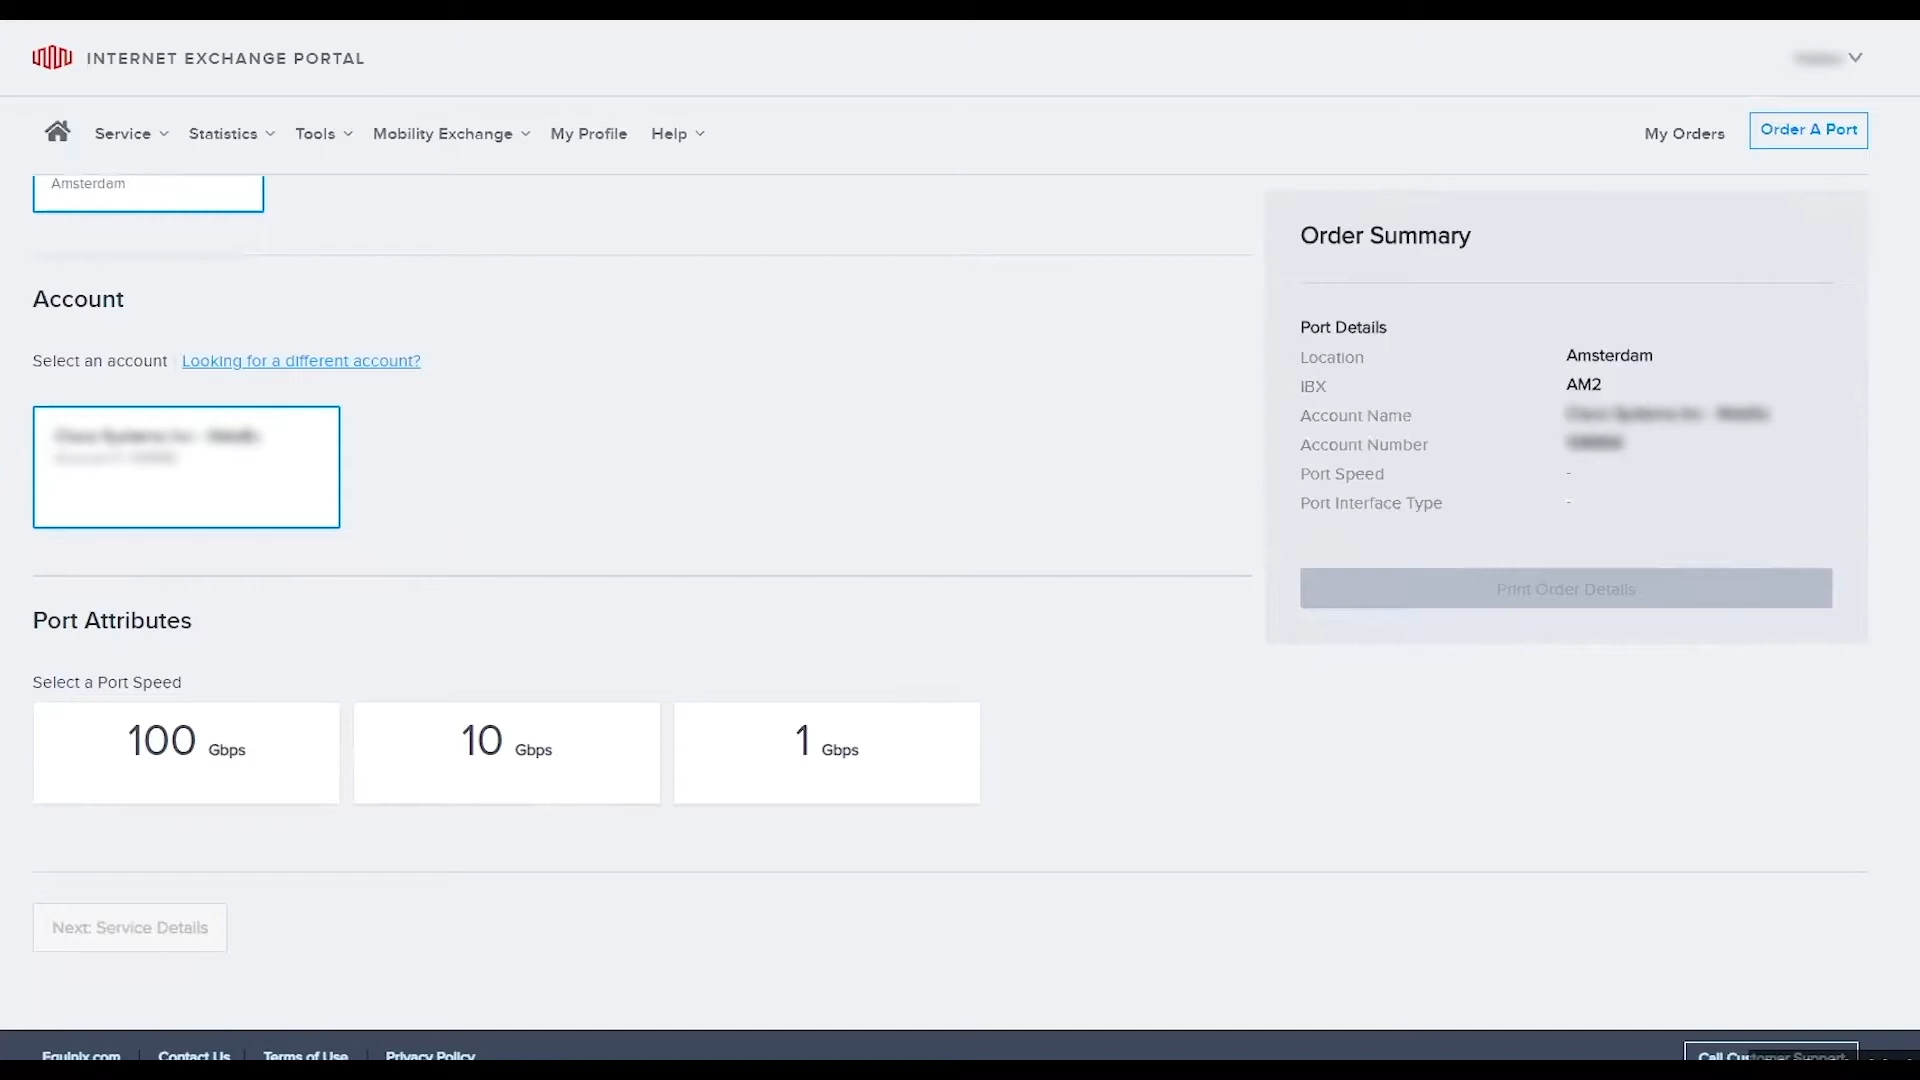 INTERNET EXCHANGE PORTAL
Service
Statistics
Tools
Mobility Exchange
My Profile
Help
My Orders
Order A Port
Amsterdam
Account
Select an account
Looking for a different account?
Port Attributes
Select a Port Speed
100 Gbps
10 Gbps
1 Gbps
Next: Service Details
Order Summary
Port Details
Location Amsterdam
IBX AM2
Account Name
Account Number
Port Speed -
Port Interface Type -
Print Order Details
Equinix.com
Contact Us
Terms of Use
Privacy Policy
Call Customer Support